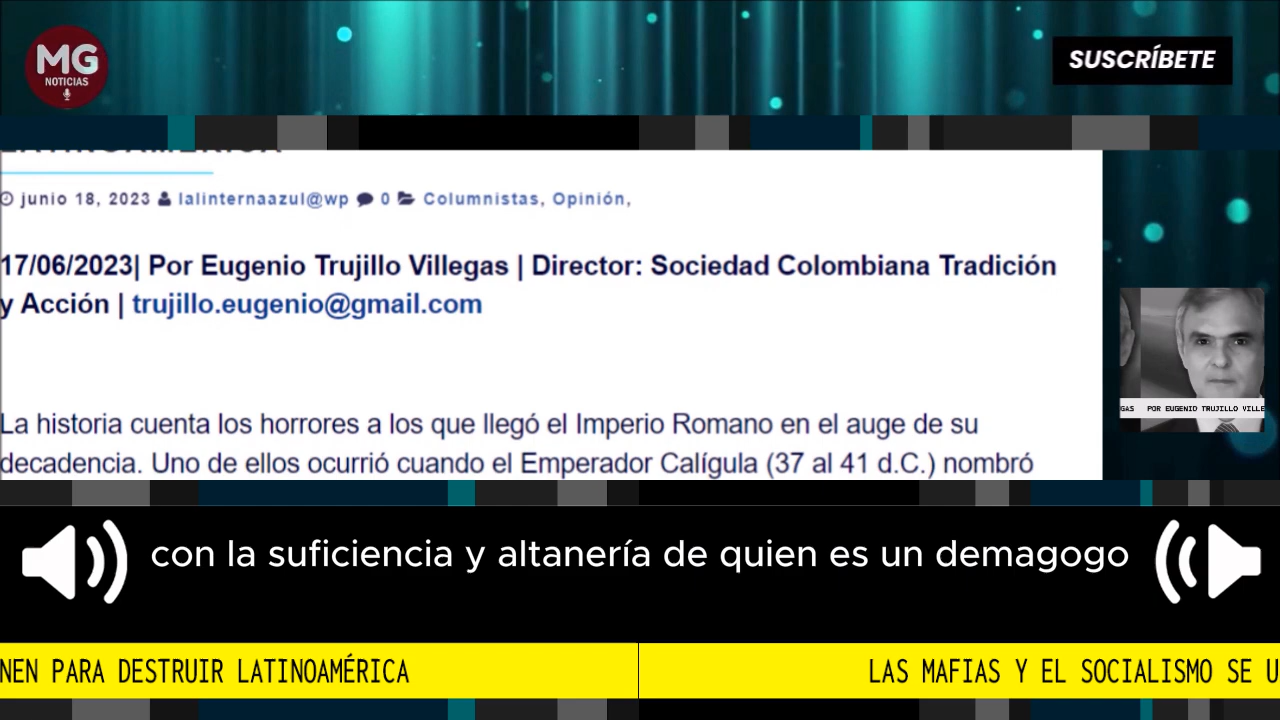 MG
NOTICIAS
SUSCRÍBETE
LATINOAMÉRICA
junio 18, 2023 lalinternaazul@wp 0 Columnistas, Opinión,
17/06/2023| Por Eugenio Trujillo Villegas | Director: Sociedad Colombiana Tradición
y Acción | trujillo.eugenio@gmail.com
La historia cuenta los horrores a los que llegó el Imperio Romano en el auge de su
decadencia. Uno de ellos ocurrió cuando el Emperador Calígula (37 al 41 d.C.) nombró
GAS POR EUGENIO TRUJILLO VILLE
con la suficiencia y altanería de quien es un demagogo
NEN PARA DESTRUIR LATINOAMÉRICA
LAS MAFIAS Y EL SOCIALISMO SE U